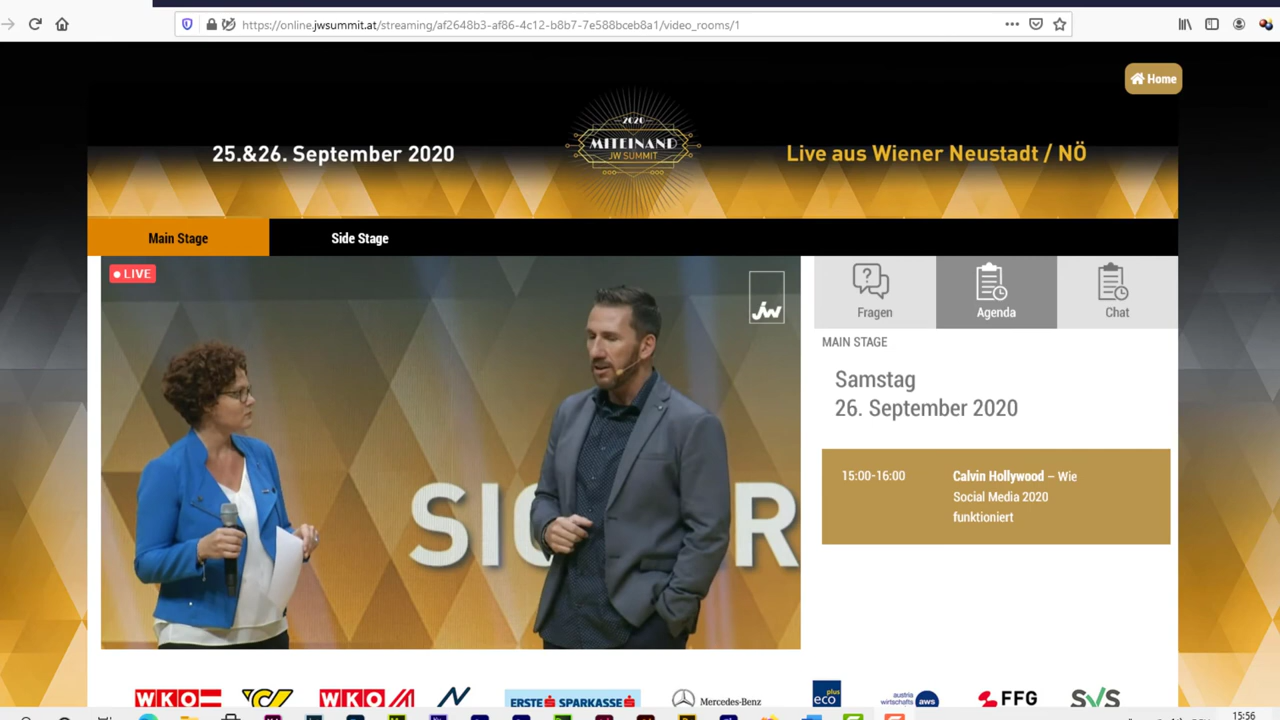 https://online.jwsummit.at/streaming/af2648b3-af86-4c12-b8b7-7e588bceb8a1/video_rooms/1
Home
25.&26. September 2020
2020
MITEINAND
JW SUMMIT
Live aus Wiener Neustadt / NÖ
Main Stage
Side Stage
LIVE
jw
Fragen
Agenda
Chat
MAIN STAGE
Samstag
26. September 2020
15:00-16:00
Calvin Hollywood – Wie
Social Media 2020
funktioniert
WKO
WKO
ERSTE SPARKASSE
Mercedes-Benz
eco plus
austria wirtschafts aws
FFG
SVS
15:56